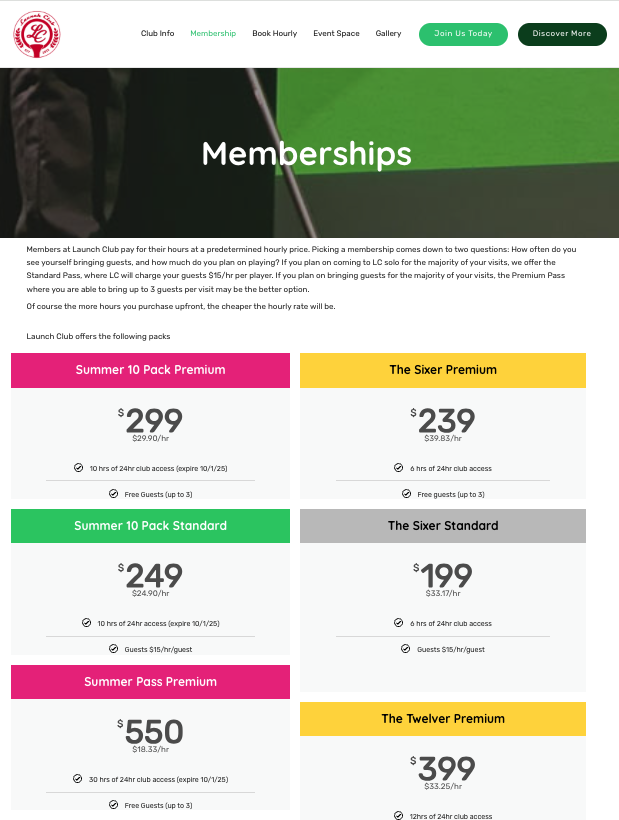 Launch Club
LC
Club Info
Membership
Book Hourly
Event Space
Gallery
Join Us Today
Discover More
Memberships
Members at Launch Club pay for their hours at a predetermined hourly price. Picking a membership comes down to two questions: How often do you
see yourself bringing guests, and how much do you plan on playing? If you plan on coming to LC solo for the majority of your visits, we offer the
Standard Pass, where LC will charge your guests $15/hr per player. If you plan on bringing guests for the majority of your visits, the Premium Pass
where you are able to bring up to 3 guests per visit may be the better option.
Of course the more hours you purchase upfront, the cheaper the hourly rate will be.
Launch Club offers the following packs
Summer 10 Pack Premium
$299
$29.90/hr
10 hrs of 24hr club access (expire 10/1/25)
Free Guests (up to 3)
Summer 10 Pack Standard
$249
$24.90/hr
10 hrs of 24hr access (expire 10/1/25)
Guests $15/hr/guest
Summer Pass Premium
$550
$18.33/hr
30 hrs of 24hr club access (expire 10/1/25)
Free Guests (up to 3)
The Sixer Premium
$239
$39.83/hr
6 hrs of 24hr club access
Free guests (up to 3)
The Sixer Standard
$199
$33.17/hr
6 hrs of 24hr club access
Guests $15/hr/guest
The Twelver Premium
$399
$33.25/hr
12hrs of 24hr club access